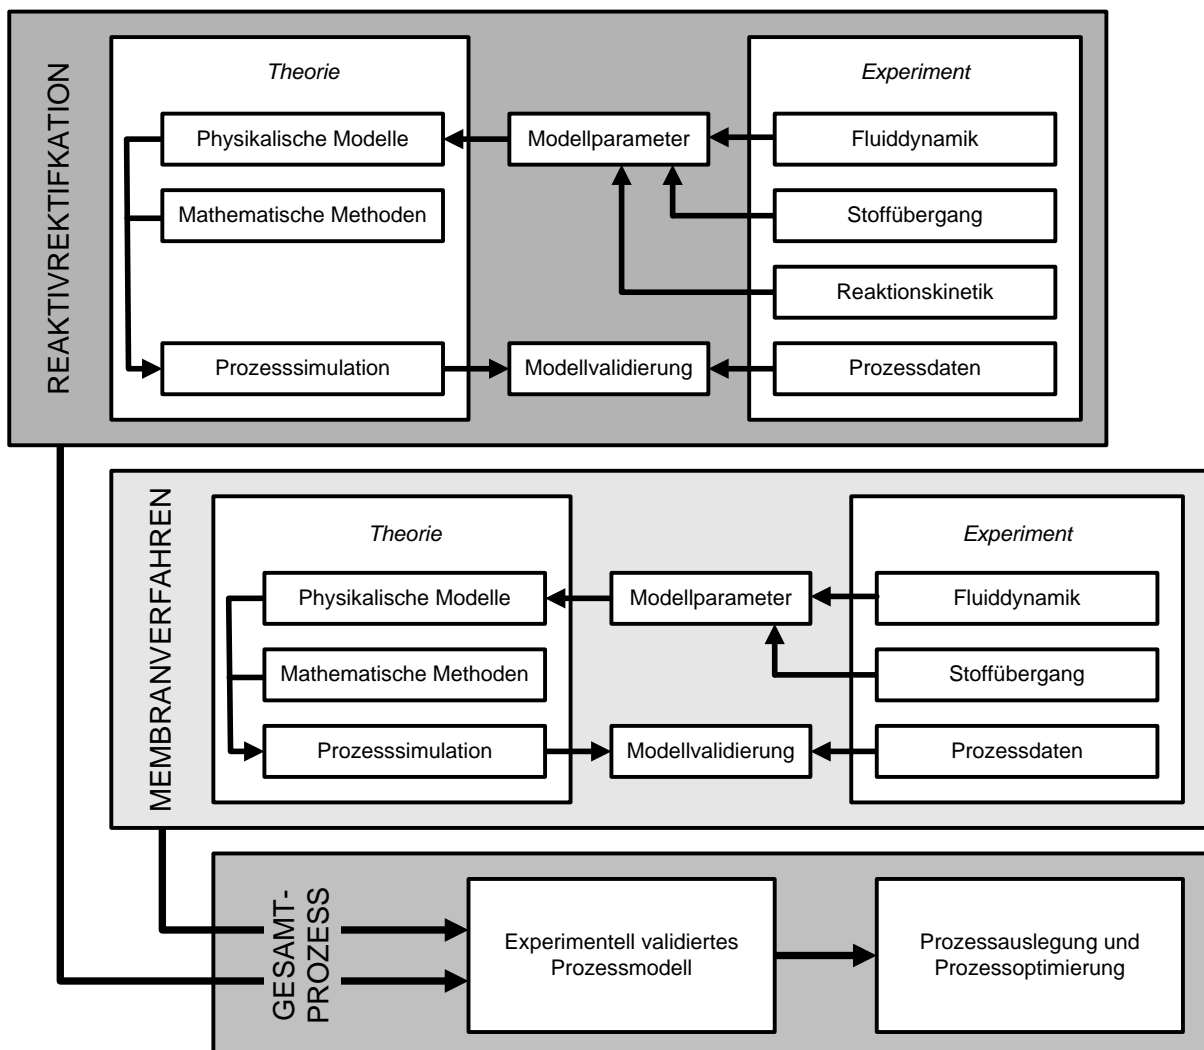 REAKTIVREKTIFKATION
Theorie
Experiment
Physikalische Modelle
Modellparameter
Fluiddynamik
Mathematische Methoden
Stoffübergang
Reaktionskinetik
Prozesssimulation
Modellvalidierung
Prozessdaten
MEMBRANVERFAHREN
Theorie
Experiment
Physikalische Modelle
Modellparameter
Fluiddynamik
Mathematische Methoden
Stoffübergang
Prozesssimulation
Modellvalidierung
Prozessdaten
GESAMT-
PROZESS
Experimentell validiertes
Prozessmodell
Prozessauslegung und
Prozessoptimierung